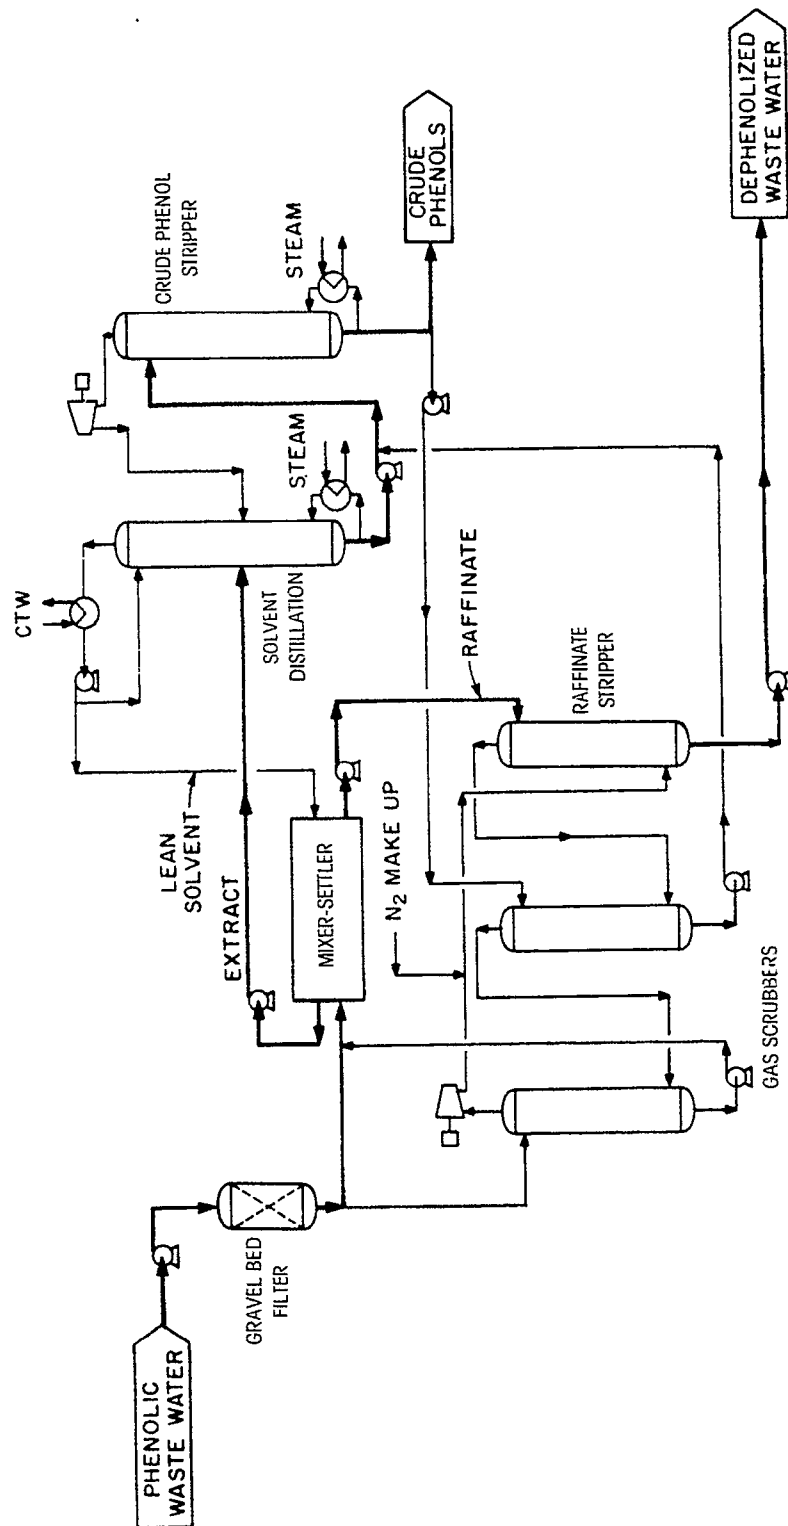 PHENOLIC
WASTE WATER
GRAVEL BED
FILTER
CTW
LEAN
SOLVENT
EXTRACT
MIXER-SETTLER
SOLVENT
DISTILLATION
STEAM
CRUDE PHENOL
STRIPPER
STEAM
CRUDE
PHENOLS
RAFFINATE
N2 MAKE UP
RAFFINATE
STRIPPER
GAS SCRUBBERS
DEPHENOLIZED
WASTE WATER